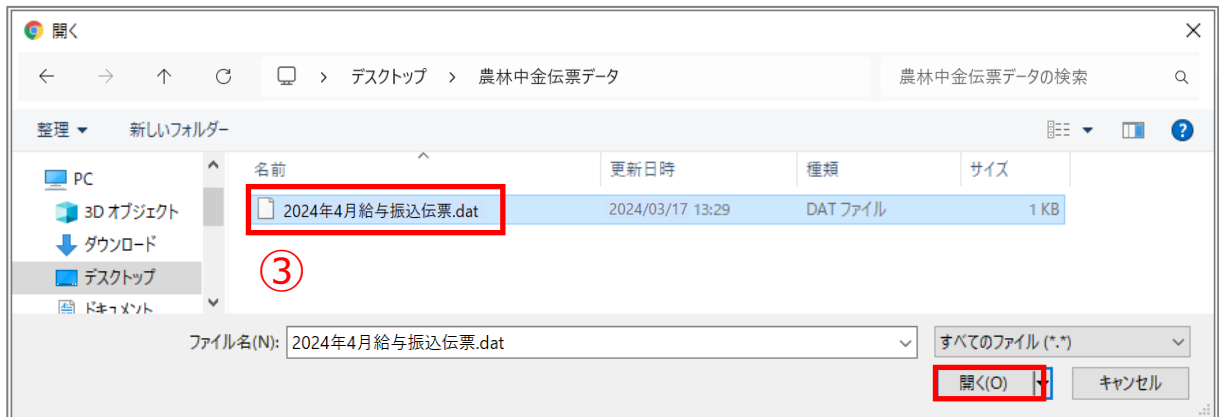 開く
デスクトップ > 農林中金伝票データ 農林中金伝票データの検索
整理 新しいフォルダー
名前 更新日時 種類 サイズ
PC
3D オブジェクト
ダウンロード
デスクトップ
ドキュメント
2024年4月給与振込伝票.dat 2024/03/17 13:29 DAT ファイル 1 KB
③
ファイル名(N): 2024年4月給与振込伝票.dat すべてのファイル (*.*)
開く(O) キャンセル